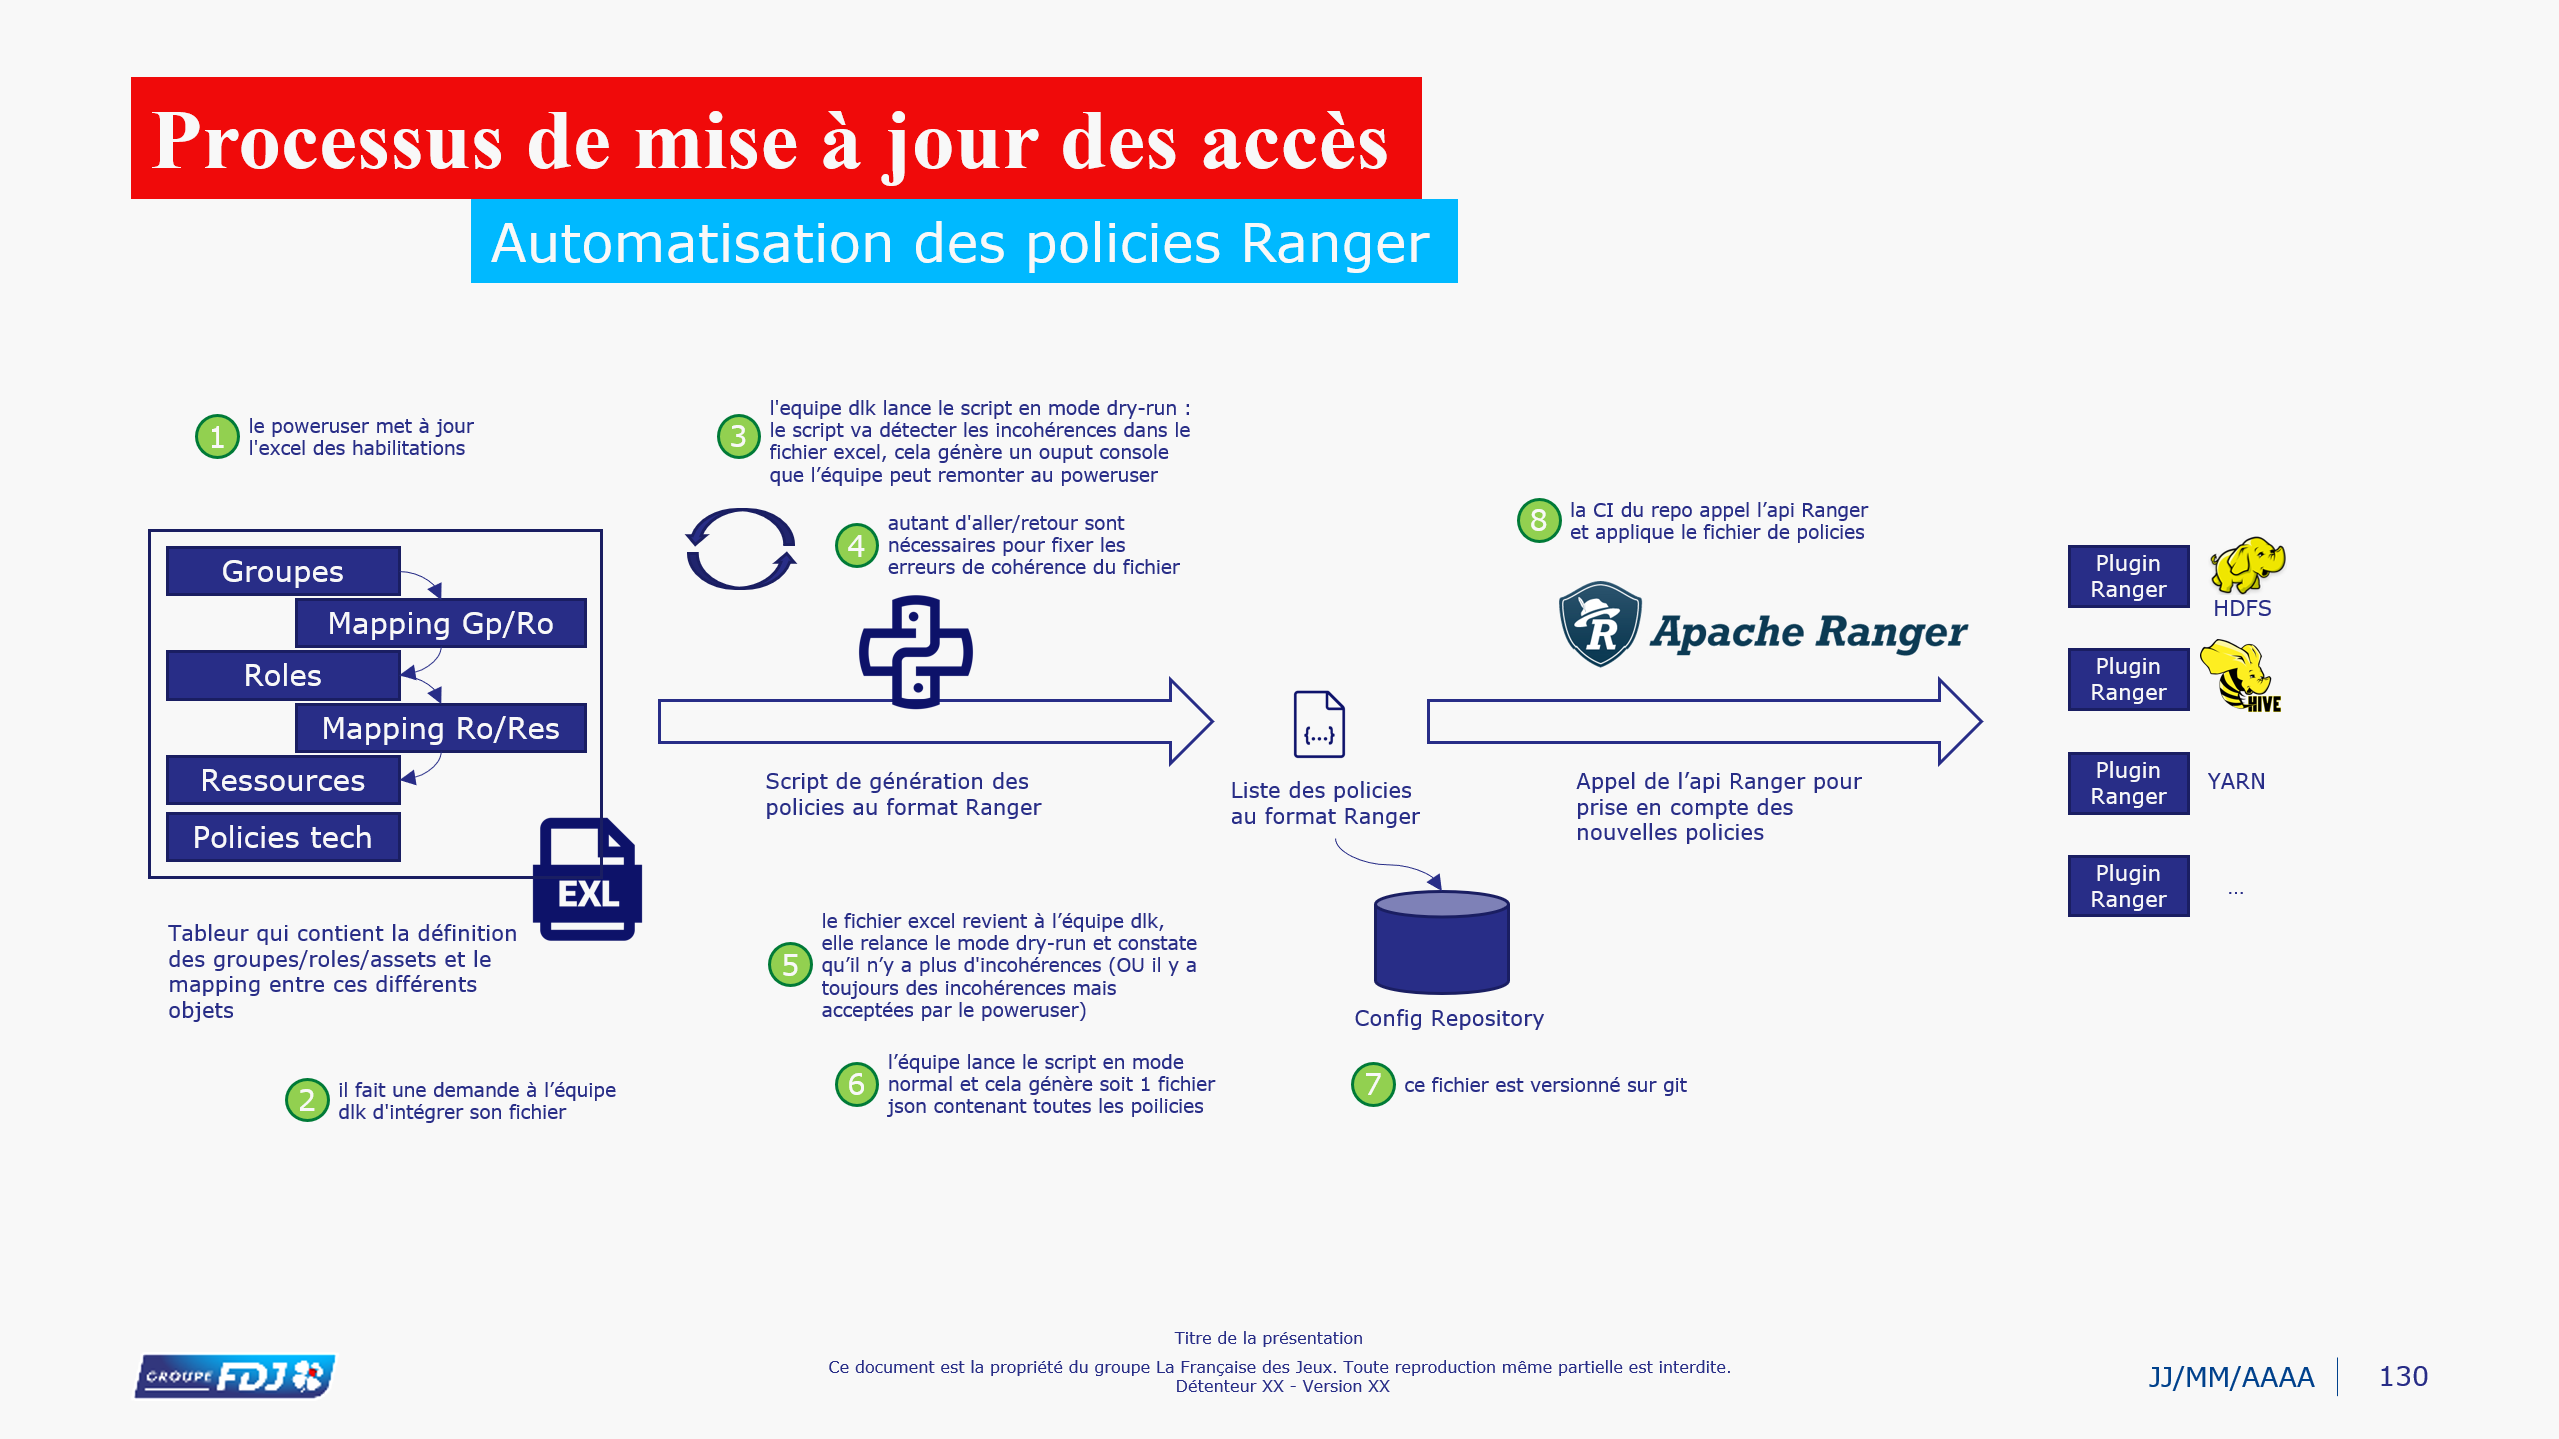 Processus de mise à jour des accès
Automatisation des policies Ranger
1
le poweruser met à jour
l'excel des habilitations
Groupes
Mapping Gp/Ro
Roles
Mapping Ro/Res
Ressources
Policies tech
EXL
Tableur qui contient la définition
des groupes/roles/assets et le
mapping entre ces différents
objets
2
il fait une demande à l’équipe
dlk d'intégrer son fichier
3
l'equipe dlk lance le script en mode dry-run :
le script va détecter les incohérences dans le
fichier excel, cela génère un ouput console
que l’équipe peut remonter au poweruser
4
autant d'aller/retour sont
nécessaires pour fixer les
erreurs de cohérence du fichier
Script de génération des
policies au format Ranger
5
le fichier excel revient à l’équipe dlk,
elle relance le mode dry-run et constate
qu’il n’y a plus d'incohérences (OU il y a
toujours des incohérences mais
acceptées par le poweruser)
6
l’équipe lance le script en mode
normal et cela génère soit 1 fichier
json contenant toutes les poilicies
{...}
Liste des policies
au format Ranger
Config Repository
7
ce fichier est versionné sur git
8
la CI du repo appel l’api Ranger
et applique le fichier de policies
R
Apache Ranger
Appel de l’api Ranger pour
prise en compte des
nouvelles policies
Plugin
Ranger
HDFS
Plugin
Ranger
HIVE
Plugin
Ranger
YARN
Plugin
Ranger
...
GROUPE FDJ
Titre de la présentation
Ce document est la propriété du groupe La Française des Jeux. Toute reproduction même partielle est interdite.
Détenteur XX - Version XX
JJ/MM/AAAA
130